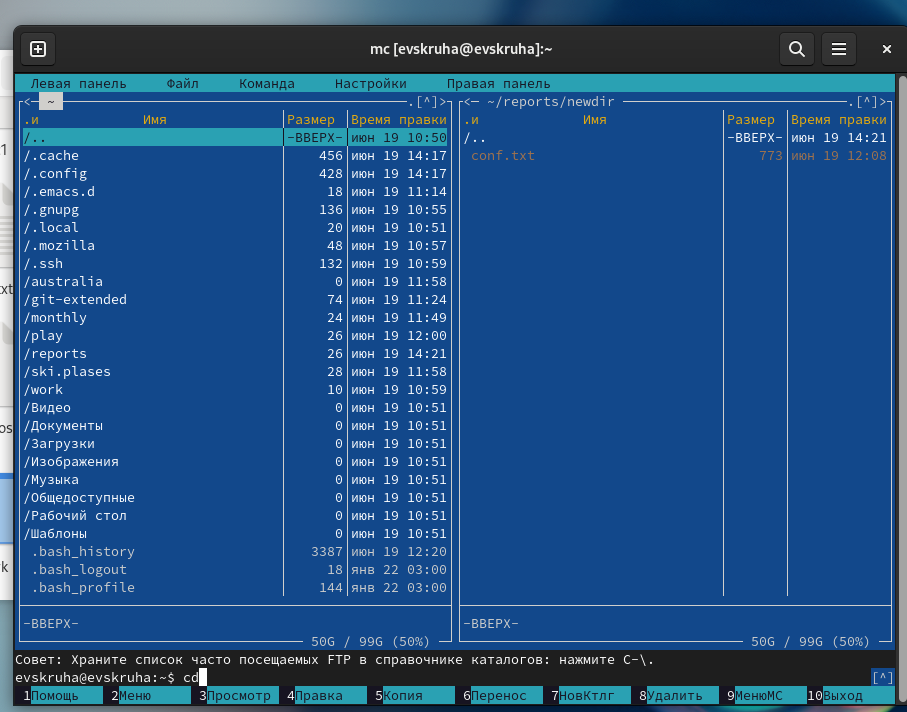 mc [evskruha@evskruha]:~
Левая панель Файл Команда Настройки Правая панель
<─ ~ .[^]> <─ ~/reports/newdir .[^]>
.и Имя Размер Время правки .и Имя Размер Время правки
/.. -ВВЕРХ- июн 19 10:50 /.. -ВВЕРХ- июн 19 14:21
/.cache 456 июн 19 14:17 conf.txt 773 июн 19 12:08
/.config 428 июн 19 14:17
/.emacs.d 18 июн 19 11:14
/.gnupg 136 июн 19 10:55
/.local 20 июн 19 10:51
/.mozilla 48 июн 19 10:57
/.ssh 132 июн 19 10:59
/australia 0 июн 19 11:58
/git-extended 74 июн 19 11:24
/monthly 24 июн 19 11:49
/play 26 июн 19 12:00
/reports 26 июн 19 14:21
/ski.plases 28 июн 19 11:58
/work 10 июн 19 10:59
/Видео 0 июн 19 10:51
/Документы 0 июн 19 10:51
/Загрузки 0 июн 19 10:51
/Изображения 0 июн 19 10:51
/Музыка 0 июн 19 10:51
/Общедоступные 0 июн 19 10:51
/Рабочий стол 0 июн 19 10:51
/Шаблоны 0 июн 19 10:51
.bash_history 3387 июн 19 12:20
.bash_logout 18 янв 22 03:00
.bash_profile 144 янв 22 03:00
-ВВЕРХ- -ВВЕРХ-
50G / 99G (50%) 50G / 99G (50%)
Совет: Храните список часто посещаемых FTP в справочнике каталогов: нажмите C-\.
evskruha@evskruha:~$ cd [^]
1Помощь 2Меню 3Просмотр 4Правка 5Копия 6Перенос 7НовКтлг 8Удалить 9МенюМС 10Выход